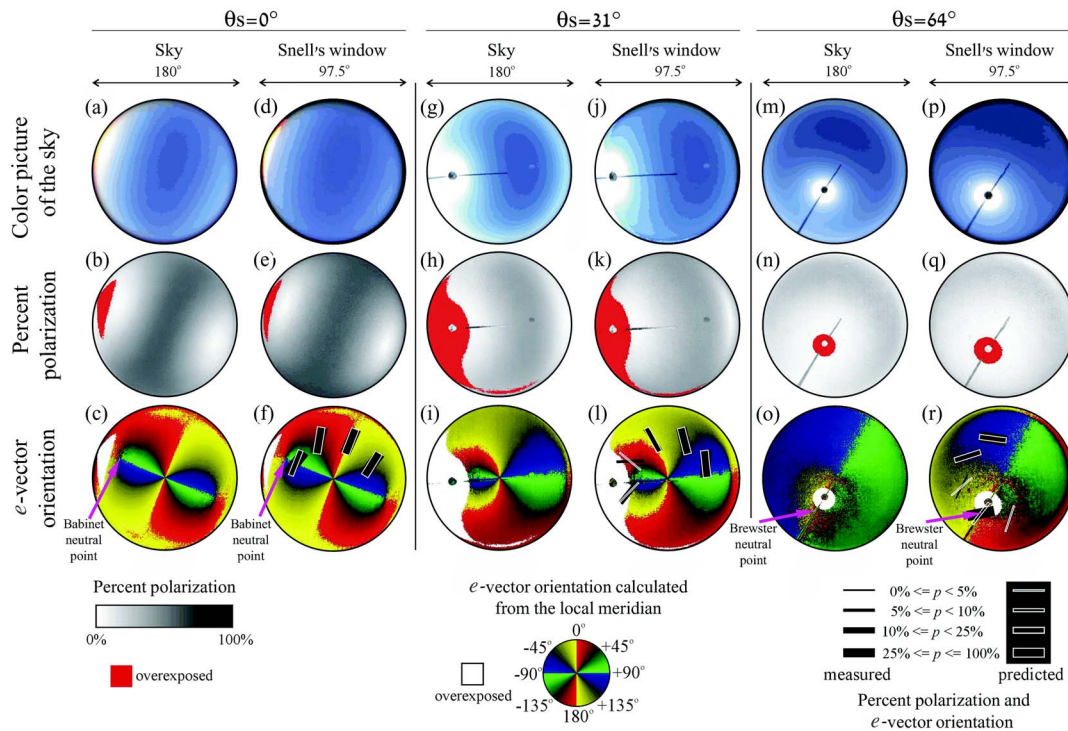 θs=0° θs=31° θs=64°
Sky Snell's window Sky Snell's window Sky Snell's window
180° 97.5° 180° 97.5° 180° 97.5°
Color picture
of the sky
(a) (d) (g) (j) (m) (p)
Percent
polarization
(b) (e) (h) (k) (n) (q)
e-vector
orientation
(c) (f) (i) (l) (o) (r)
Babinet
neutral
point
Babinet
neutral
point
Brewster
neutral
point
Brewster
neutral
point
Percent polarization
0% 100%
overexposed
e-vector orientation calculated
from the local meridian
overexposed
0°
-45° +45°
-90° +90°
-135° +135°
180°
0% <= p < 5%
5% <= p < 10%
10% <= p < 25%
25% <= p <= 100%
measured predicted
Percent polarization and
e-vector orientation